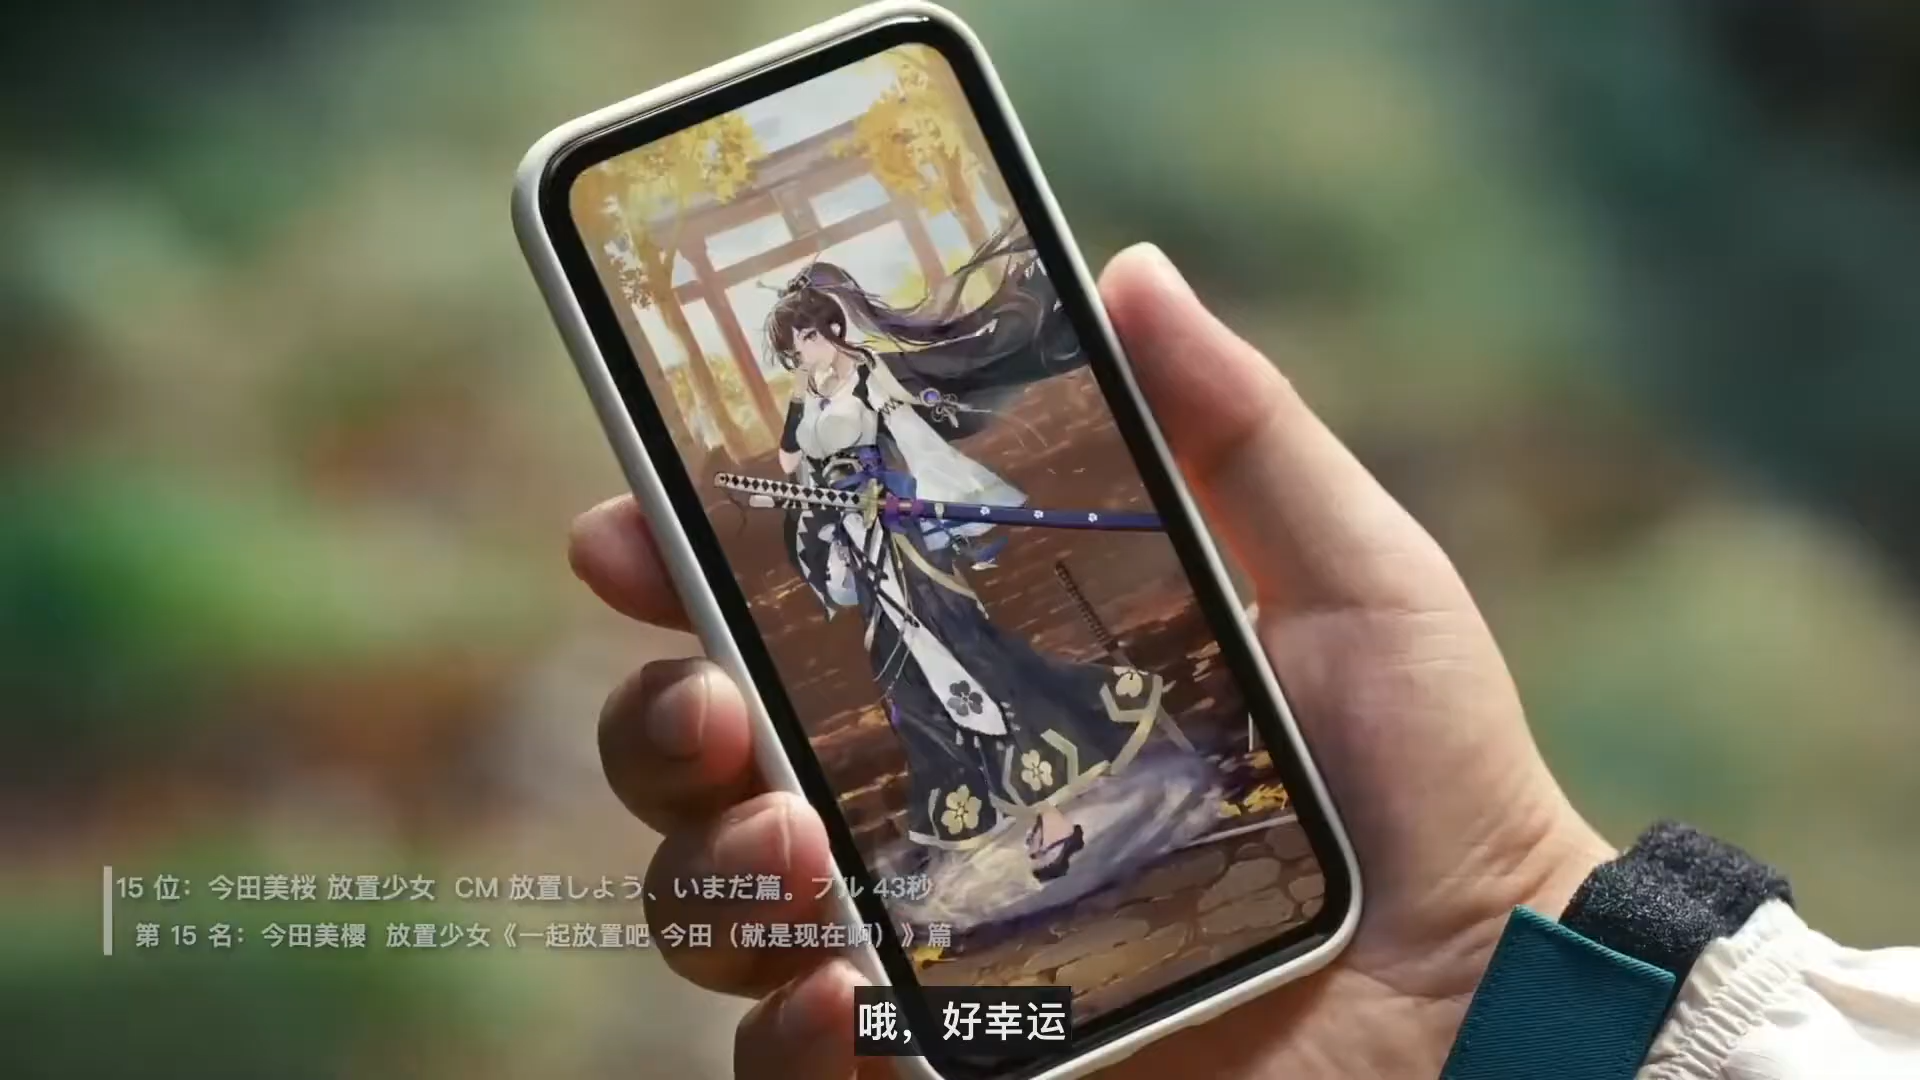 15 位：今田美桜 放置少女 CM 放置しよう、いまだ篇。フル 43秒
第 15 名：今田美櫻 放置少女《一起放置吧 今田（就是现在啊）》篇
哦，好幸运